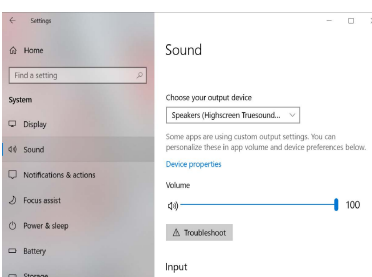 Settings
Home
Find a setting
System
Display
Sound
Notifications & actions
Focus assist
Power & sleep
Battery
Storage
Sound
Choose your output device
Speakers (Highscreen Truesound...
Some apps are using custom output settings. You can
personalize these in app volume and device preferences below.
Device properties
Volume
100
Troubleshoot
Input